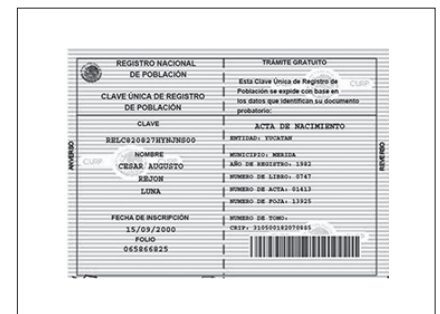 REGISTRO NACIONAL
DE POBLACIÓN
CLAVE ÚNICA DE REGISTRO
DE POBLACIÓN
CLAVE
RELC820827HYNJNS00
NOMBRE
CESAR AUGUSTO
REJON
LUNA
FECHA DE INSCRIPCIÓN
15/09/2000
FOLIO
065866825
ANVERSO
TRÁMITE GRATUITO
Esta Clave Única de Registro de
Población se expide con base en
los datos que identifican su documento
probatorio:
ACTA DE NACIMIENTO
ENTIDAD: YUCATAN
MUNICIPIO: MERIDA
AÑO DE REGISTRO: 1982
NUMERO DE LIBRO: 0747
NUMERO DE ACTA: 01413
NUMERO DE FOJA: 13925
NUMERO DE TOMO:
CRIP: 310500182070885
REVERSO
CURP
CURP